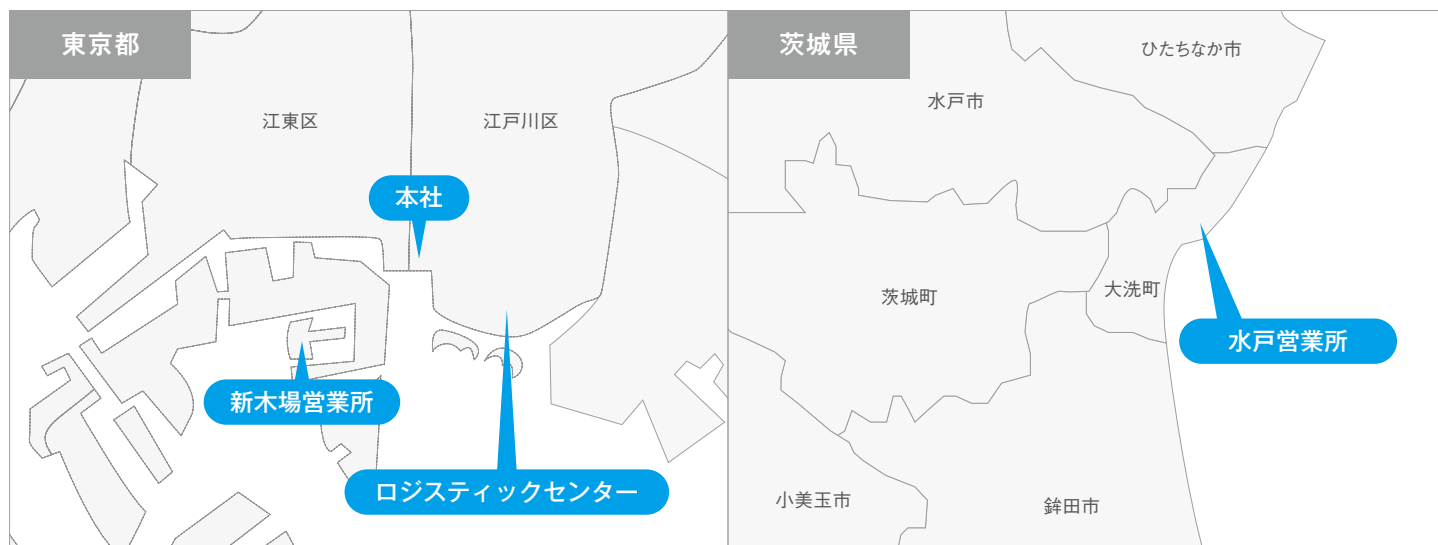 東京都
江東区
江戸川区
本社
新木場営業所
ロジスティックセンター
茨城県
ひたちなか市
水戸市
茨城町
大洗町
水戸営業所
小美玉市
鉾田市